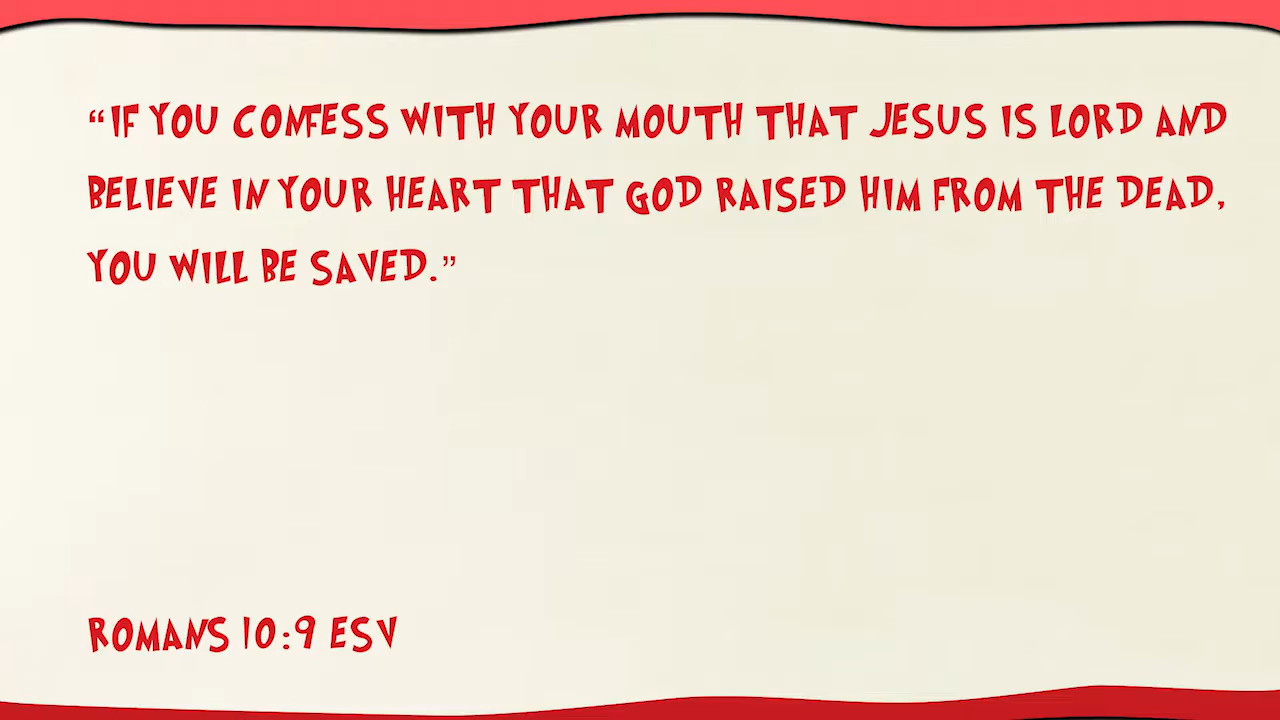 “IF YOU CONFESS WITH YOUR MOUTH THAT JESUS IS LORD AND
BELIEVE IN YOUR HEART THAT GOD RAISED HIM FROM THE DEAD,
YOU WILL BE SAVED.”
ROMANS 10:9 ESV